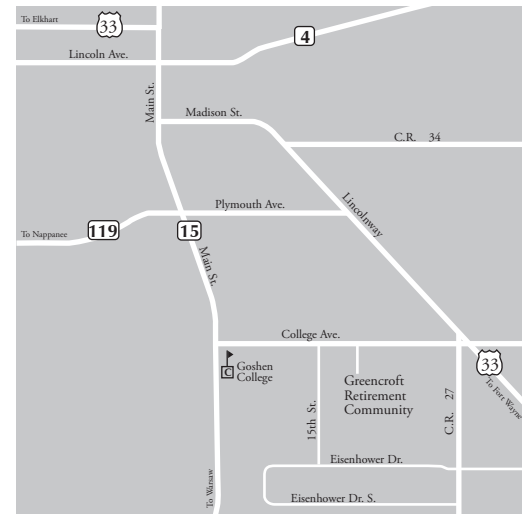 To Elkhart
33
4
Lincoln Ave.
Main St.
Madison St.
C.R. 34
Plymouth Ave.
Lincolnway
119
15
To Nappanee
Main St.
College Ave.
33
C
Goshen
College
Greencroft
Retirement
Community
To Fort Wayne
15th St.
C.R. 27
Eisenhower Dr.
To Warsaw
Eisenhower Dr. S.